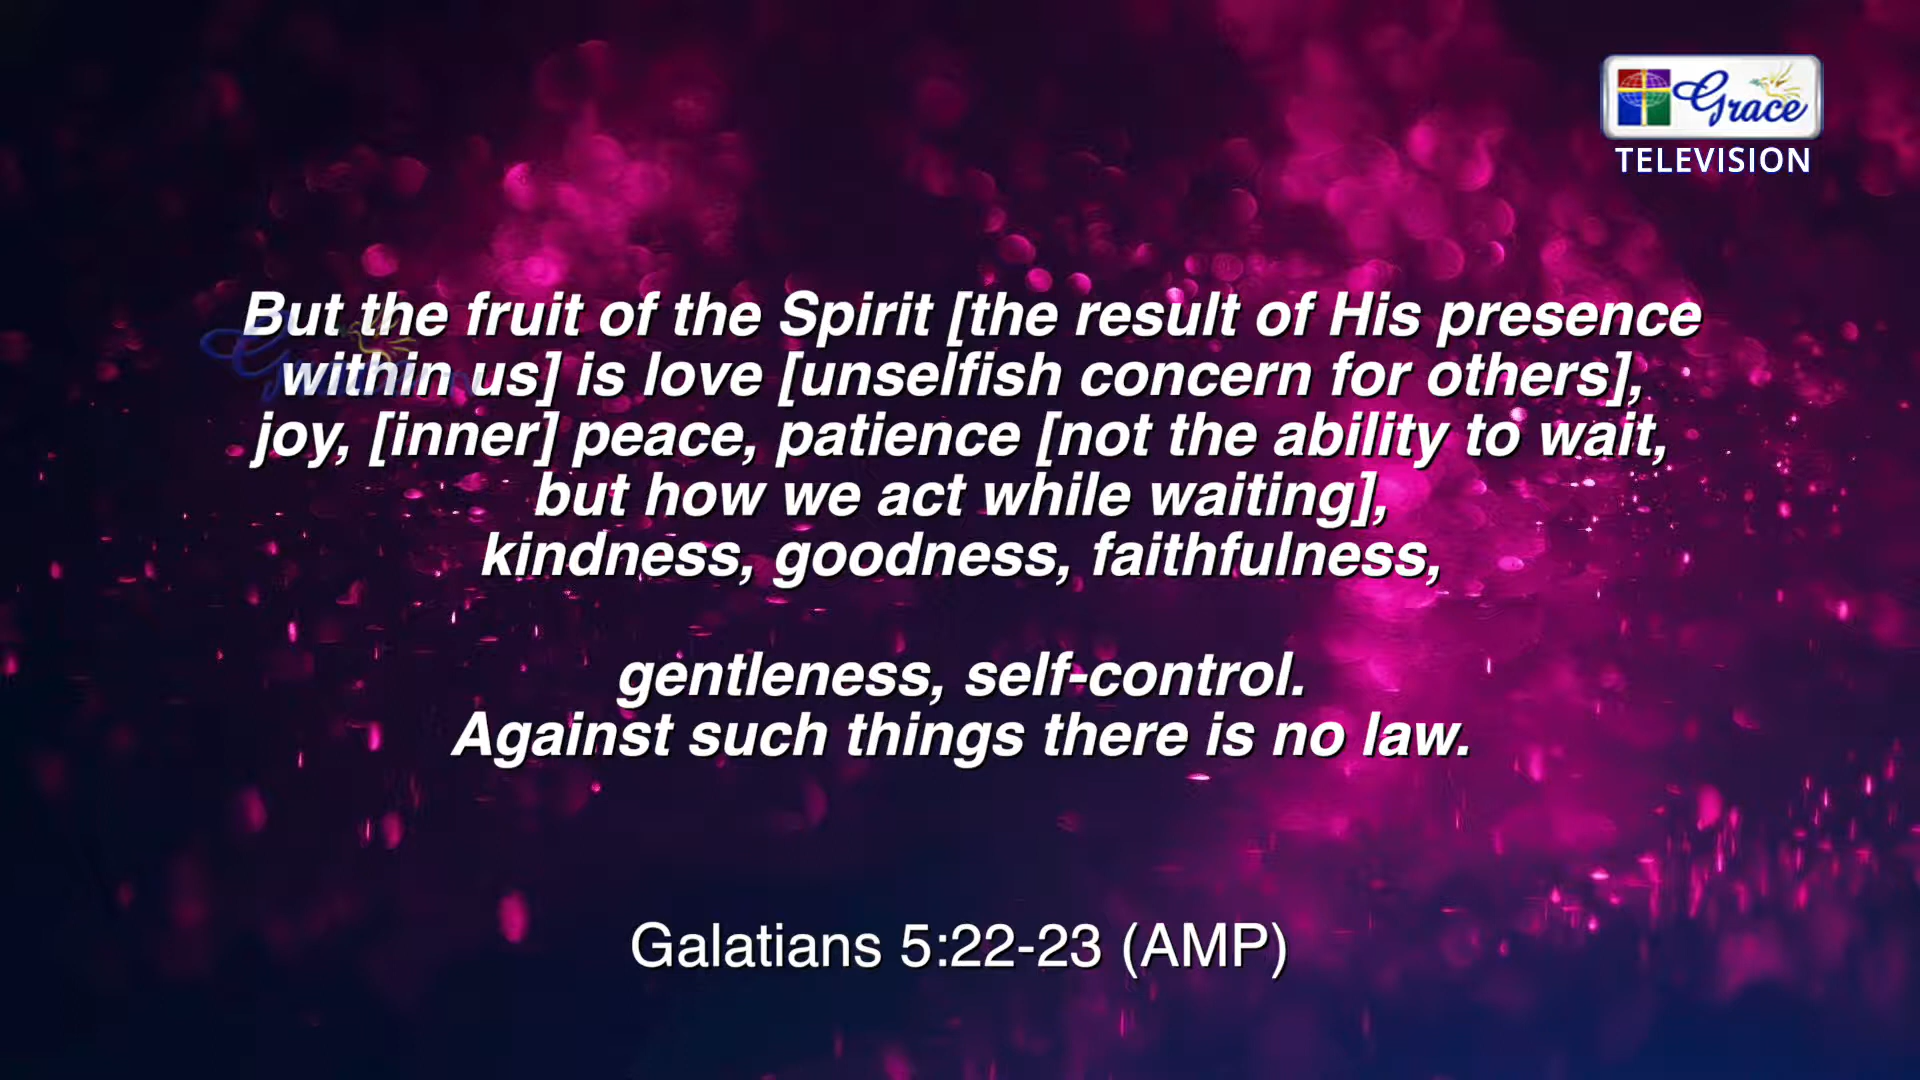 Grace
TELEVISION
But the fruit of the Spirit [the result of His presence
within us] is love [unselfish concern for others],
joy, [inner] peace, patience [not the ability to wait,
but how we act while waiting],
kindness, goodness, faithfulness,
gentleness, self-control.
Against such things there is no law.
Galatians 5:22-23 (AMP)